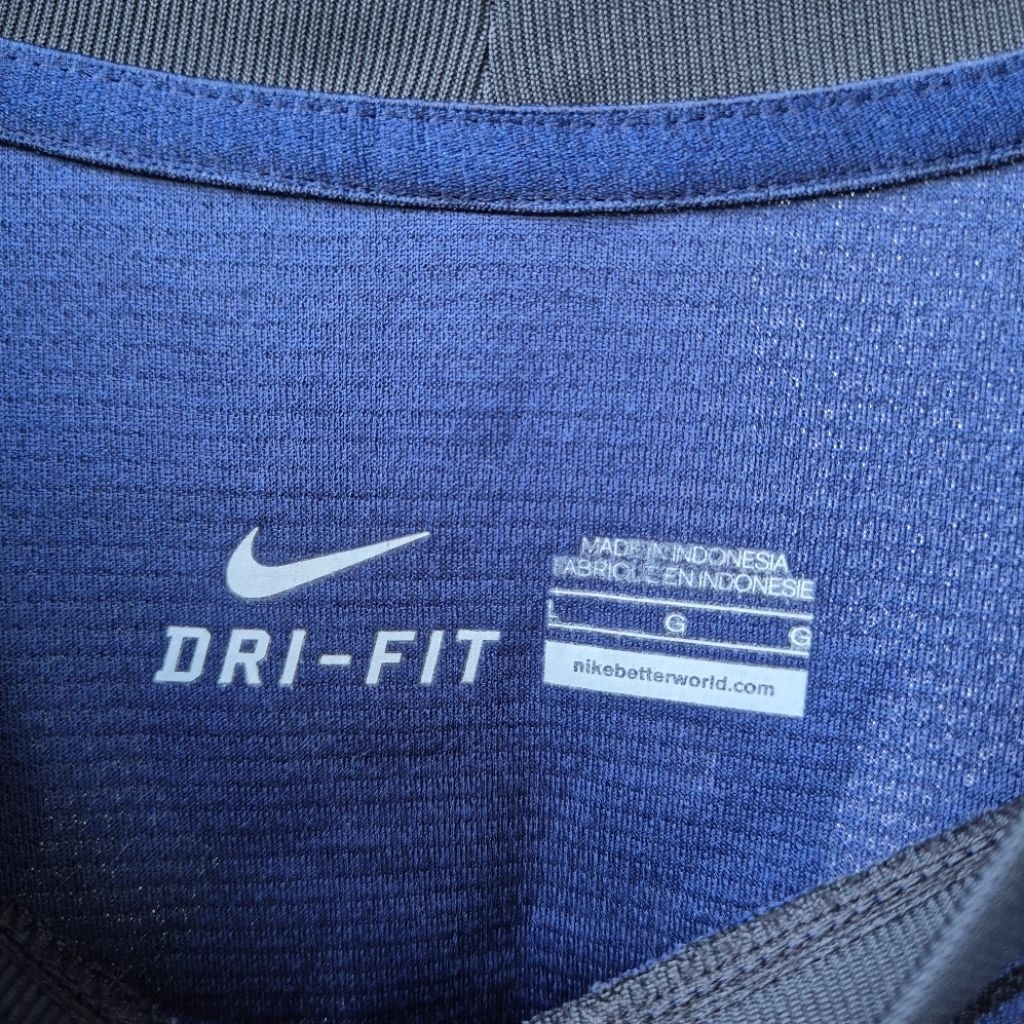 DRI-FIT
MADE IN INDONESIA
FABRIQUE EN INDONESIE
L G G
nikebetterworld.com